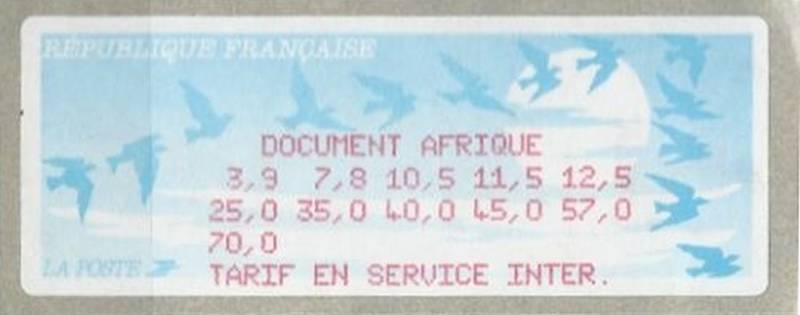 RÉPUBLIQUE FRANÇAISE
DOCUMENT AFRIQUE
3,9 7,8 10,5 11,5 12,5
25,0 35,0 40,0 45,0 57,0
70,0
LA POSTE
TARIF EN SERVICE INTER.